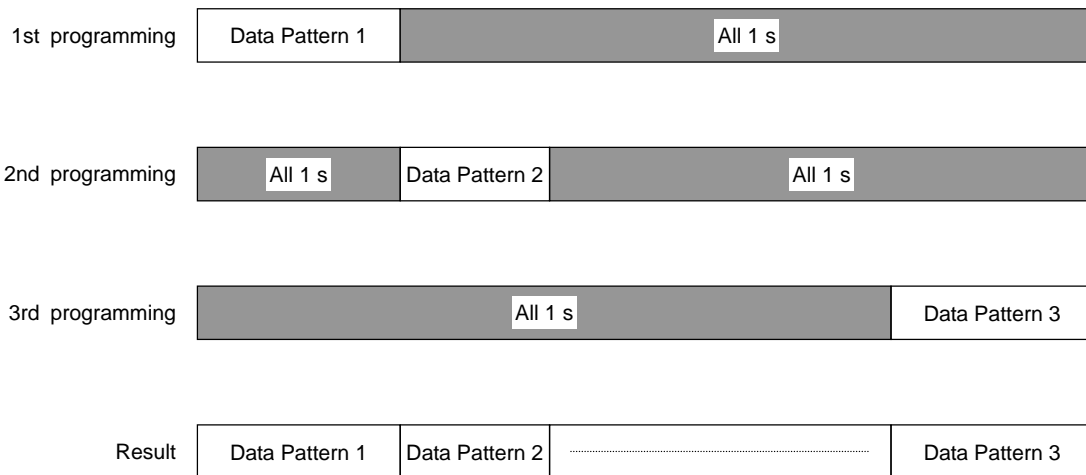 1st programming
Data Pattern 1
All 1 s
2nd programming
All 1 s
Data Pattern 2
All 1 s
3rd programming
All 1 s
Data Pattern 3
Result
Data Pattern 1
Data Pattern 2
Data Pattern 3